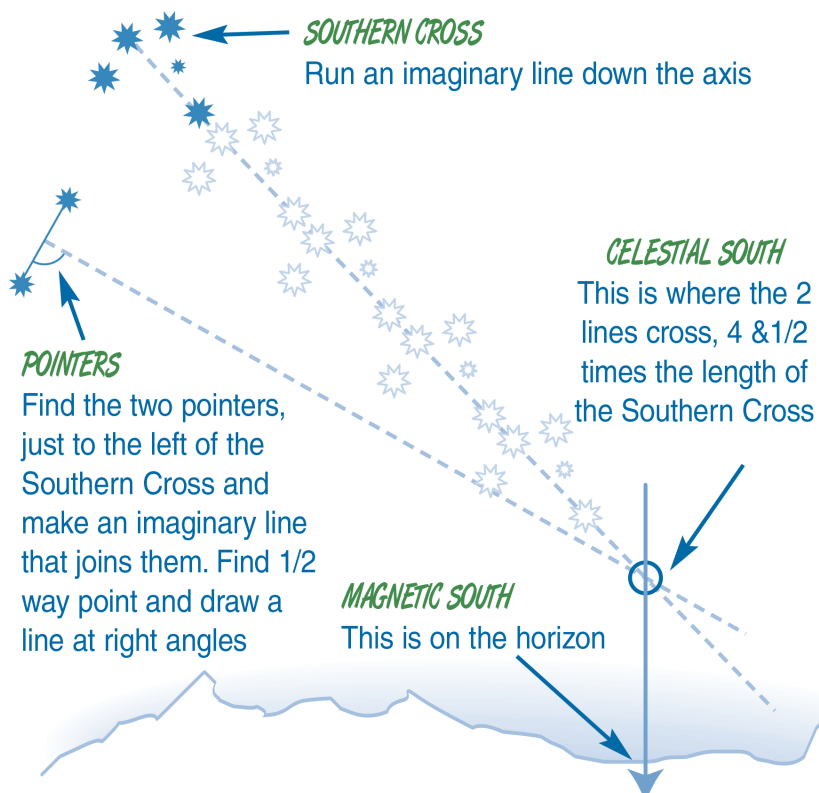 SOUTHERN CROSS
Run an imaginary line down the axis
CELESTIAL SOUTH
This is where the 2
lines cross, 4 &1/2
times the length of
the Southern Cross
POINTERS
Find the two pointers,
just to the left of the
Southern Cross and
make an imaginary line
that joins them. Find 1/2
way point and draw a
line at right angles
MAGNETIC SOUTH
This is on the horizon